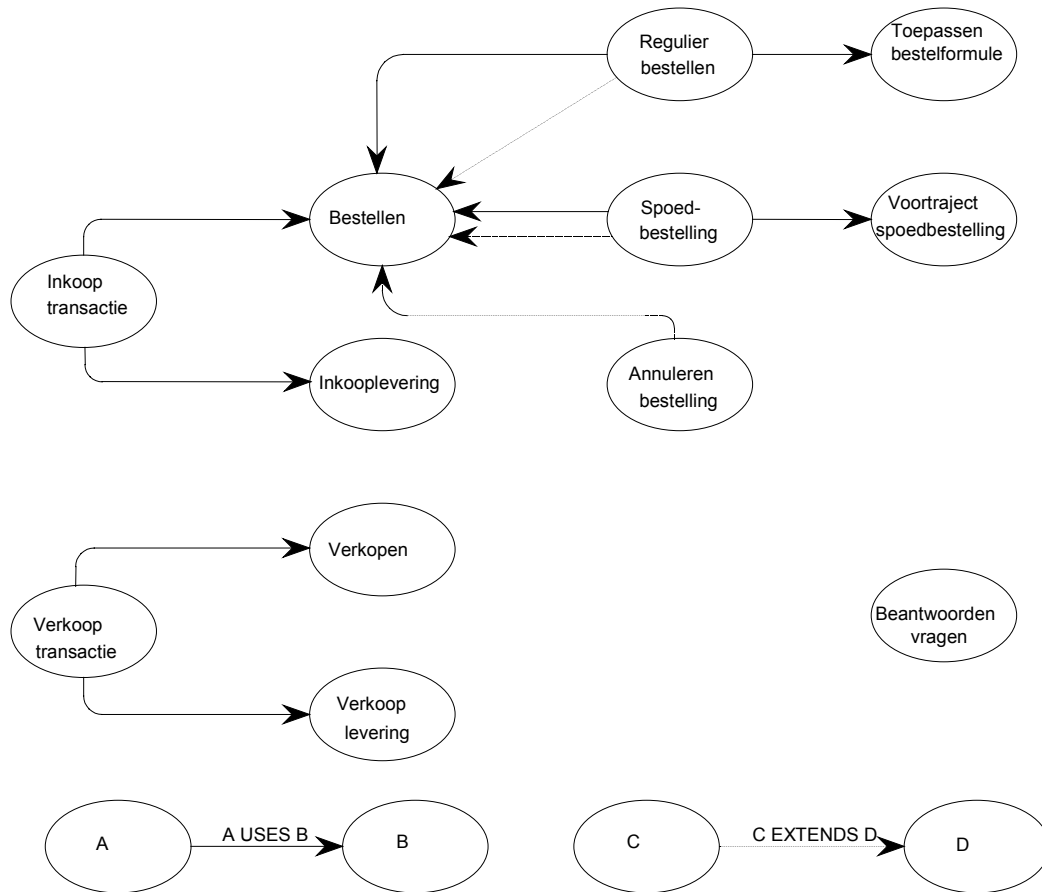 Regulier
bestellen
Toepassen
bestelformule
Bestellen
Spoed-
bestelling
Voortraject
spoedbestelling
Inkoop
transactie
Inkooplevering
Annuleren
bestelling
Verkopen
Verkoop
transactie
Beantwoorden
vragen
Verkoop
levering
A
A USES B
B
C
C EXTENDS D
D